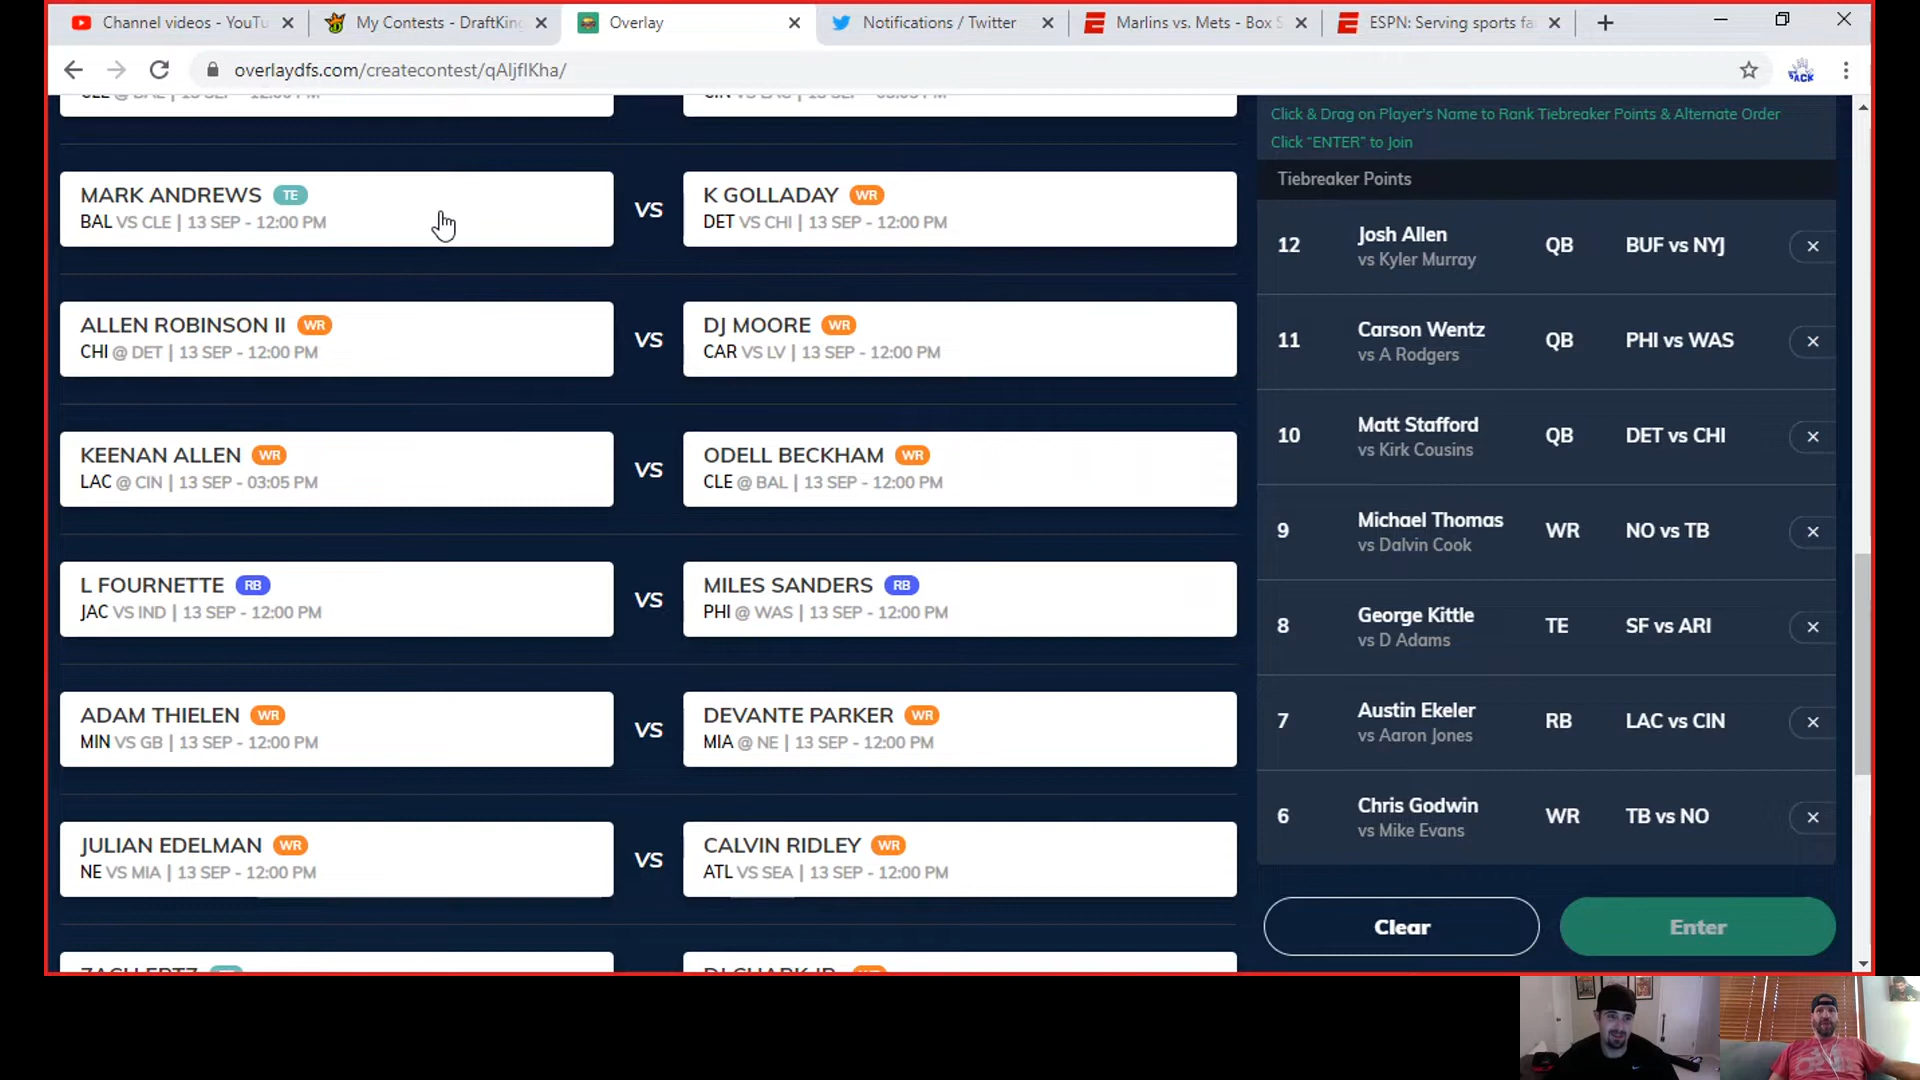 Channel videos - YouTu
My Contests - DraftKing
Overlay
Notifications / Twitter
Marlins vs. Mets - Box S
ESPN: Serving sports fa
overlaydfs.com/createcontest/qAljflKha/
MARK ANDREWS TE
BAL VS CLE | 13 SEP - 12:00 PM
VS
K GOLLADAY WR
DET VS CHI | 13 SEP - 12:00 PM
ALLEN ROBINSON II WR
CHI @ DET | 13 SEP - 12:00 PM
VS
DJ MOORE WR
CAR VS LV | 13 SEP - 12:00 PM
KEENAN ALLEN WR
LAC @ CIN | 13 SEP - 03:05 PM
VS
ODELL BECKHAM WR
CLE @ BAL | 13 SEP - 12:00 PM
L FOURNETTE RB
JAC VS IND | 13 SEP - 12:00 PM
VS
MILES SANDERS RB
PHI @ WAS | 13 SEP - 12:00 PM
ADAM THIELEN WR
MIN VS GB | 13 SEP - 12:00 PM
VS
DEVANTE PARKER WR
MIA @ NE | 13 SEP - 12:00 PM
JULIAN EDELMAN WR
NE VS MIA | 13 SEP - 12:00 PM
VS
CALVIN RIDLEY WR
ATL VS SEA | 13 SEP - 12:00 PM
Click & Drag on Player's Name to Rank Tiebreaker Points & Alternate Order
Click “ENTER” to Join
Tiebreaker Points
12 Josh Allen QB BUF vs NYJ
vs Kyler Murray
11 Carson Wentz QB PHI vs WAS
vs A Rodgers
10 Matt Stafford QB DET vs CHI
vs Kirk Cousins
9 Michael Thomas WR NO vs TB
vs Dalvin Cook
8 George Kittle TE SF vs ARI
vs D Adams
7 Austin Ekeler RB LAC vs CIN
vs Aaron Jones
6 Chris Godwin WR TB vs NO
vs Mike Evans
Clear
Enter